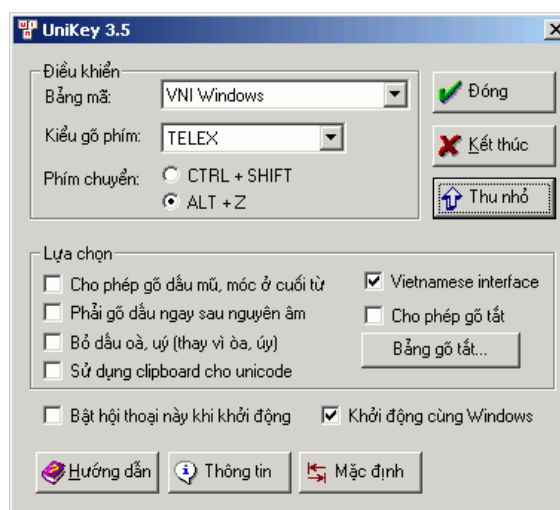 UniKey 3.5
Điều khiển
Bảng mã: VNI Windows
Đóng
Kiểu gõ phím: TELEX
Kết thúc
Phím chuyển: CTRL + SHIFT
ALT + Z
Thu nhỏ
Lựa chọn
Cho phép gõ dấu mũ, móc ở cuối từ
Vietnamese interface
Phải gõ dấu ngay sau nguyên âm
Cho phép gõ tắt
Bỏ dấu oà, uý (thay vì òa, úy)
Bảng gõ tắt...
Sử dụng clipboard cho unicode
Bật hội thoại này khi khởi động
Khởi động cùng Windows
Hướng dẫn
Thông tin
Mặc định